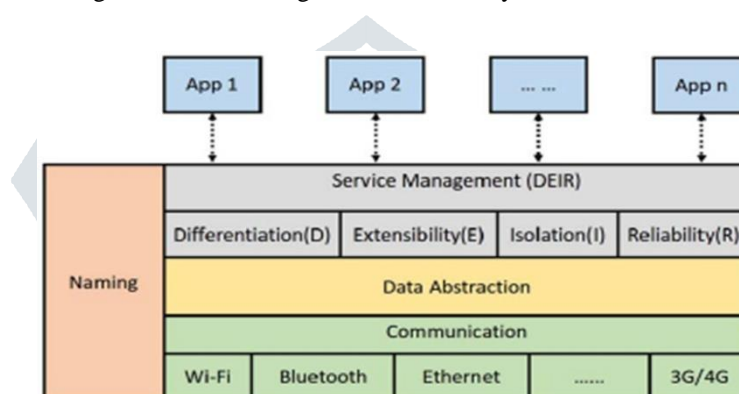 App 1 App 2 ... ... App n
Service Management (DEIR)
Differentiation(D) Extensibility(E) Isolation(I) Reliability(R)
Naming
Data Abstraction
Communication
Wi-Fi Bluetooth Ethernet ...... 3G/4G